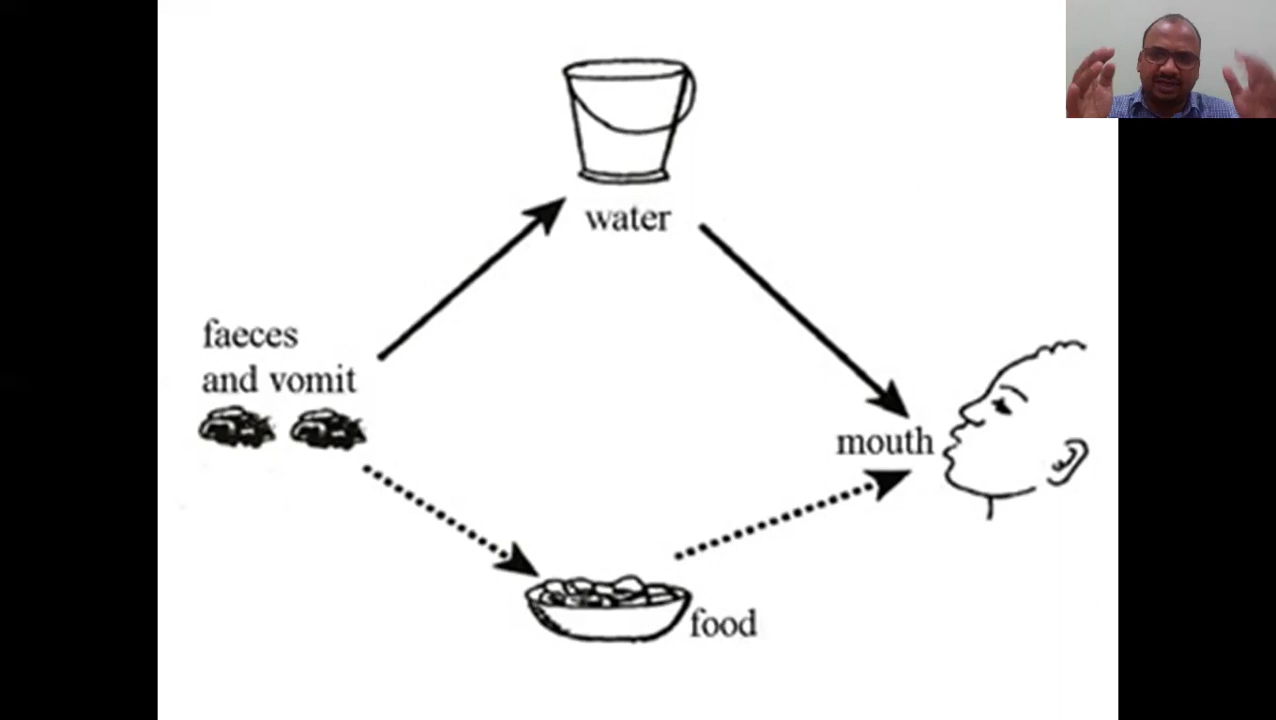 water
faeces
and vomit
mouth
food